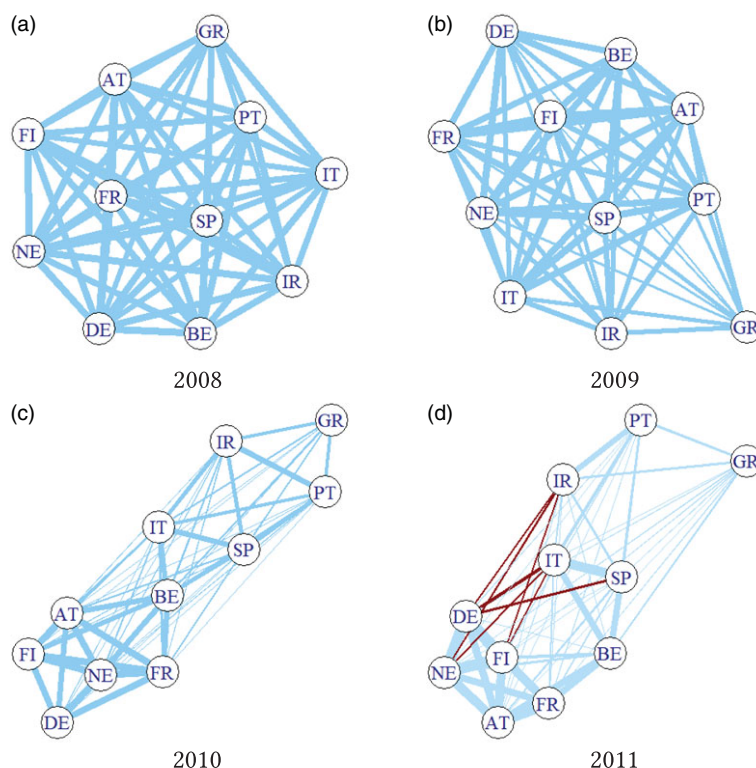 (a)
GR
AT
PT
FI
IT
FR
SP
NE
IR
DE
BE
2008
(b)
DE
BE
FI
AT
FR
NE
SP
PT
IT
IR
GR
2009
(c)
GR
IR
PT
IT
SP
BE
AT
FI
NE
FR
DE
2010
(d)
PT
GR
IR
IT
SP
DE
FI
BE
NE
FR
AT
2011